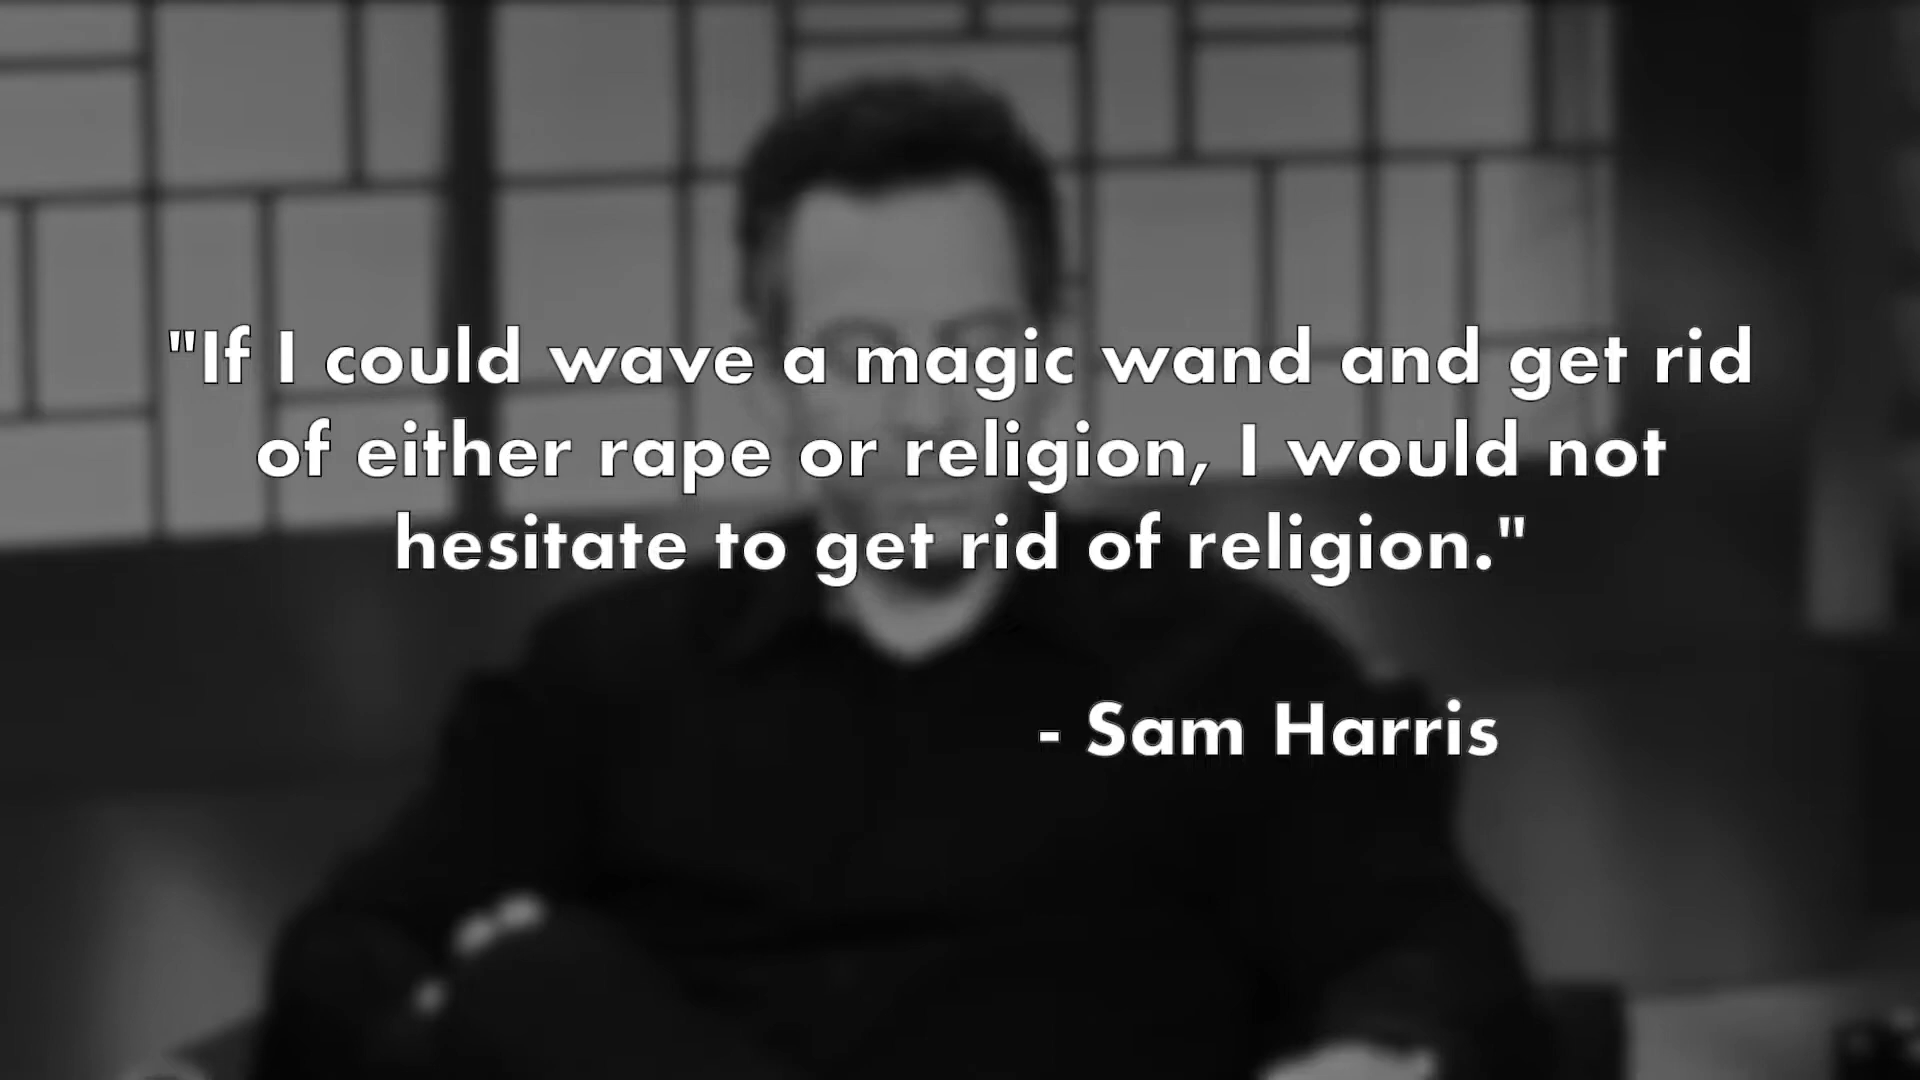 "If I could wave a magic wand and get rid
of either rape or religion, I would not
hesitate to get rid of religion."
- Sam Harris